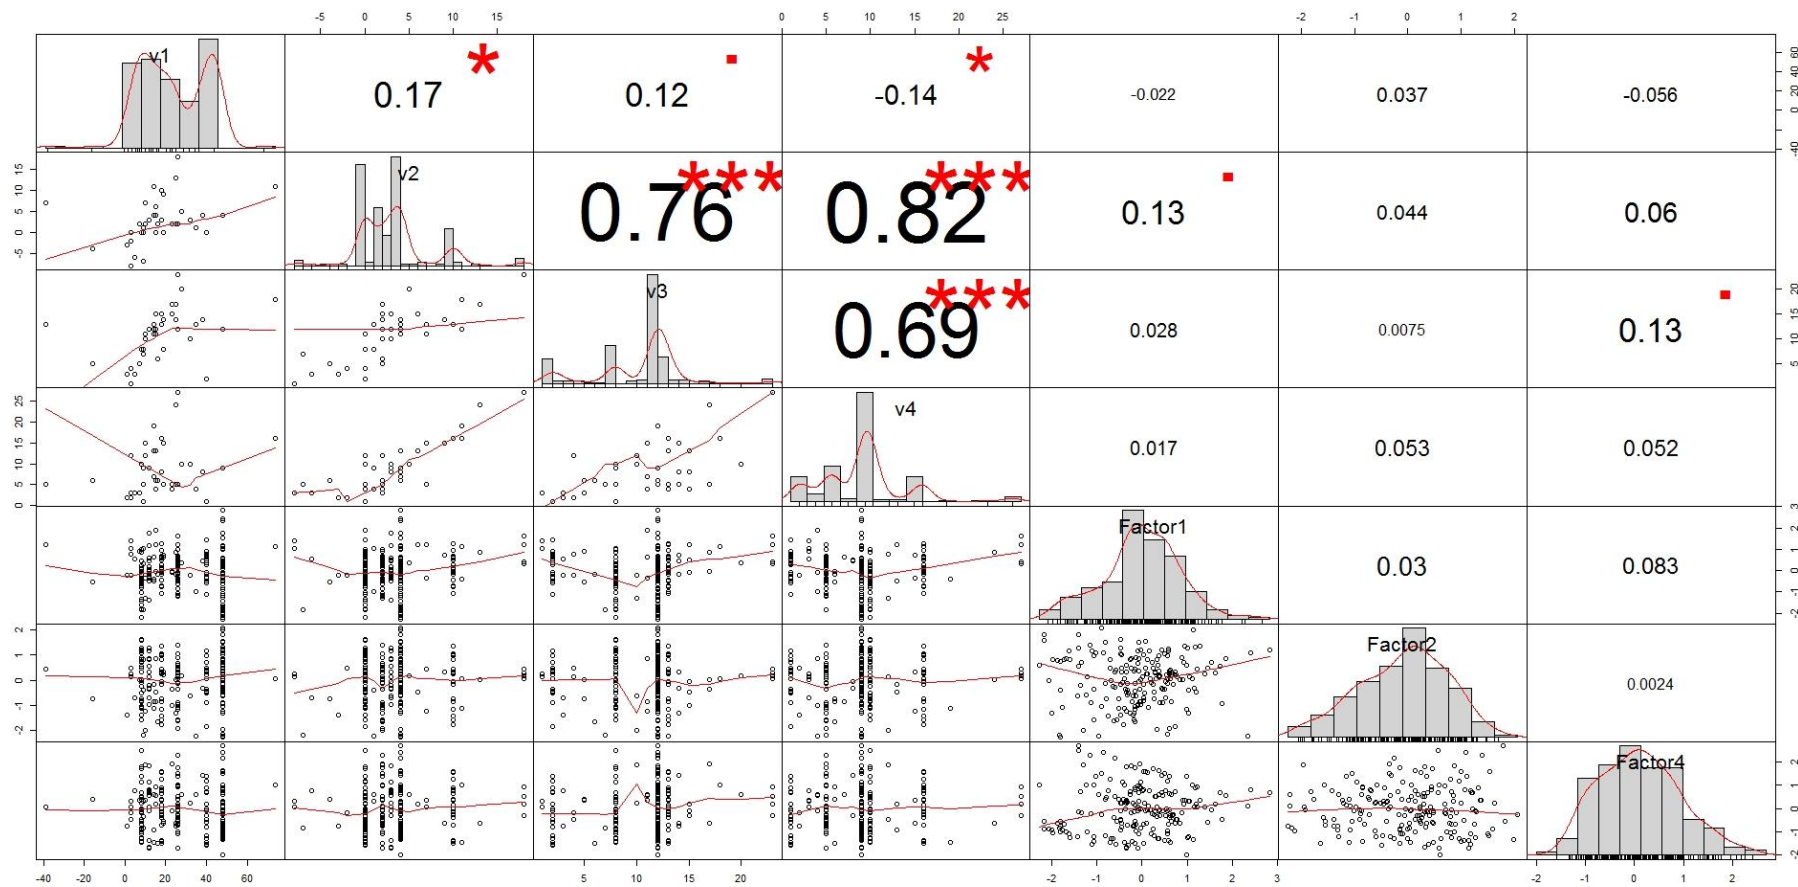 -5 0 5 10 15 0 5 10 15 20 25 -2 -1 0 1 2
v1 0.17 * 0.12 . -0.14 * -0.022 0.037 -0.056 -40 0 20 40 60
-5 0 5 10 15 v2 0.76 *** 0.82 *** 0.13 . 0.044 0.06
v3 0.69 *** 0.028 0.0075 0.13 . 5 10 15 20
0 5 10 15 20 25 v4 0.017 0.053 0.052
Factor1 0.03 0.083 -2 -1 0 1 2 3
-2 -1 0 1 2 Factor2 0.0024
Factor4 -2 -1 0 1 2
-40 -20 0 20 40 60 5 10 15 20 -2 -1 0 1 2 3 -2 -1 0 1 2